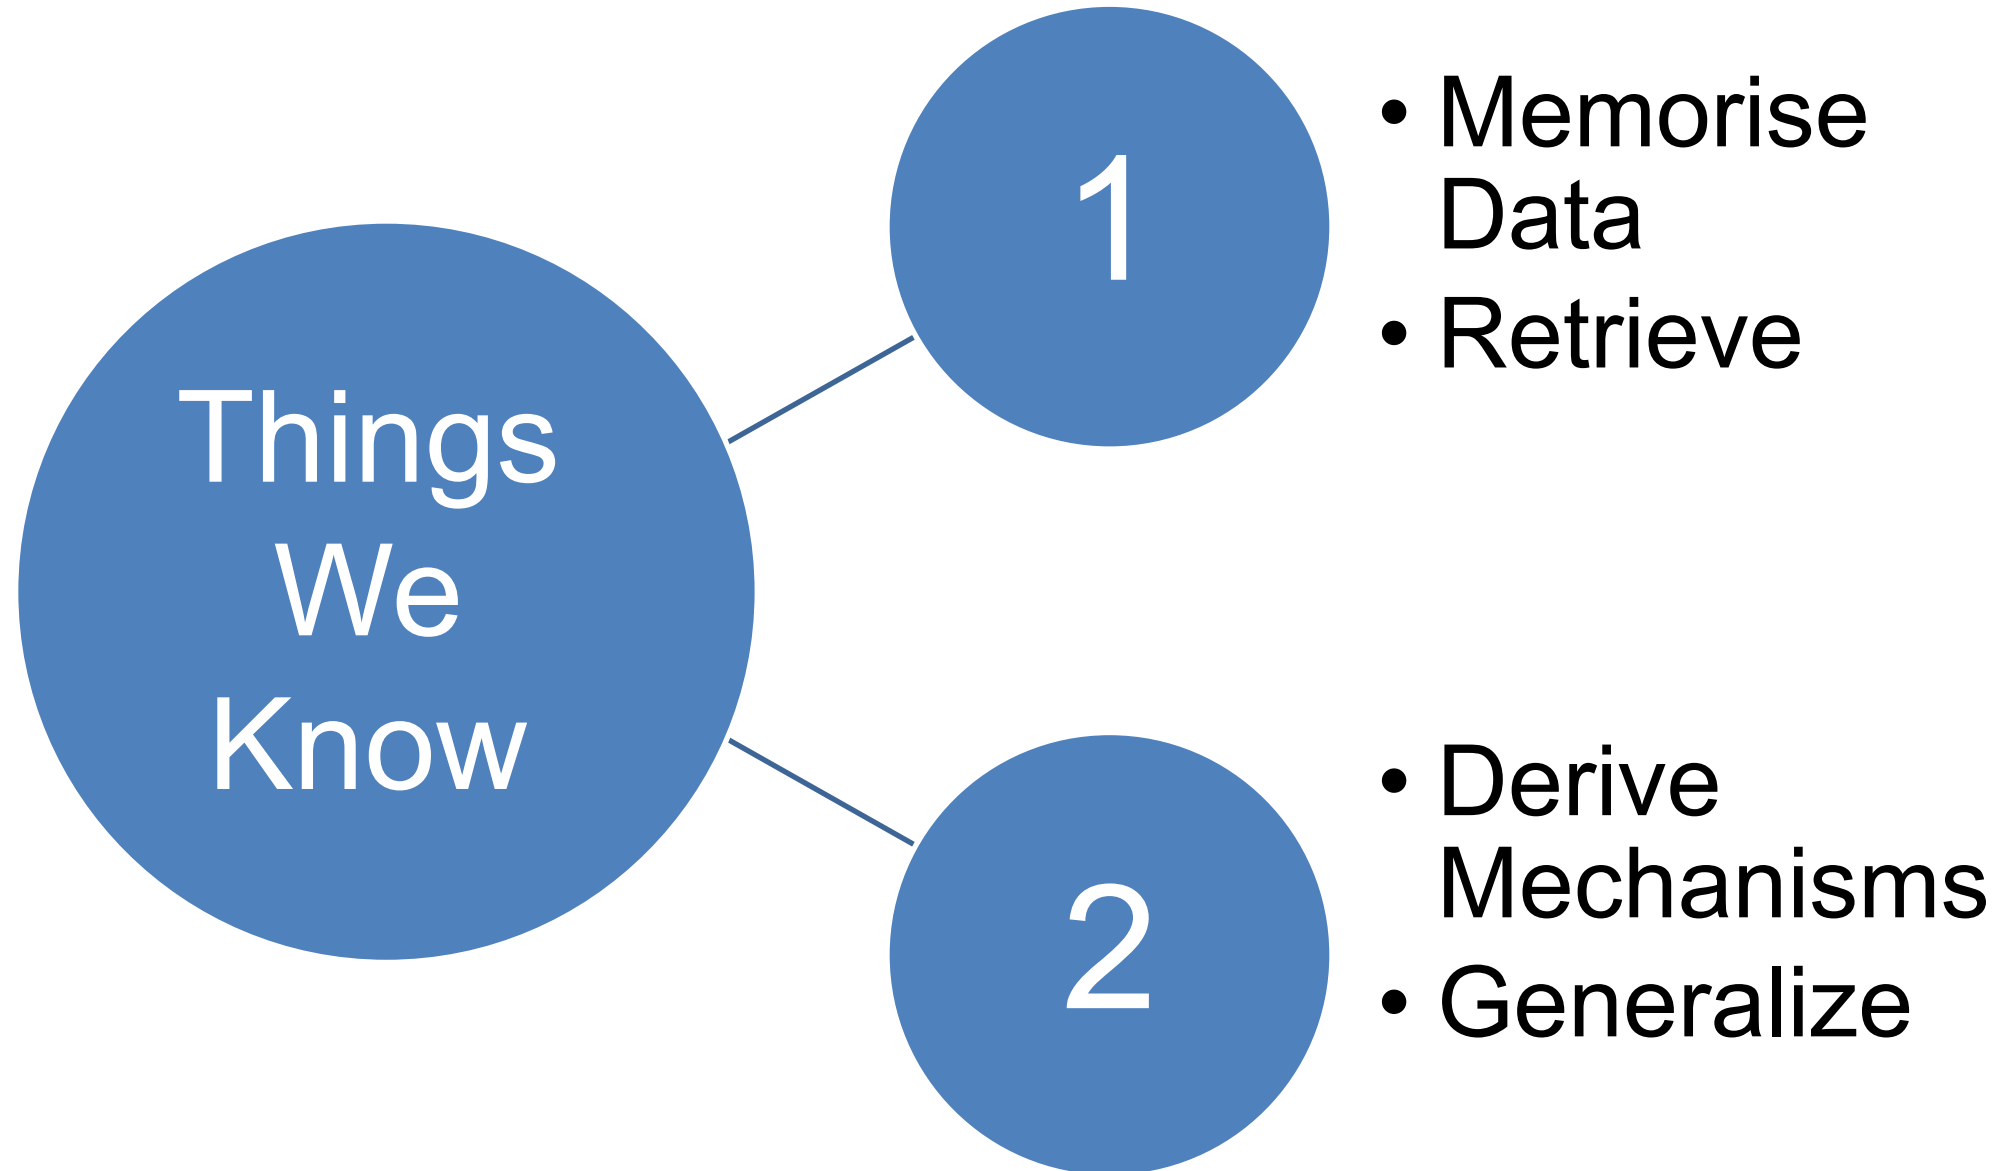 Things
We
Know
1
• Memorise
Data
• Retrieve
2
• Derive
Mechanisms
• Generalize